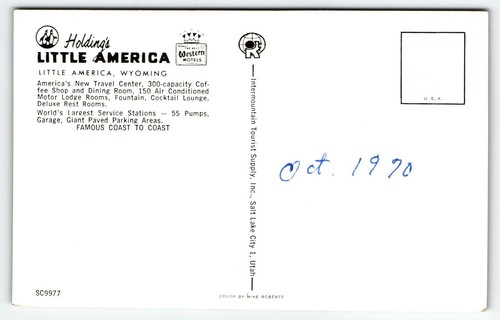 Holding's
LITTLE AMERICA
Western
MOTELS
LITTLE AMERICA, WYOMING
America's New Travel Center, 300-capacity Cof-
fee Shop and Dining Room, 150 Air Conditioned
Motor Lodge Rooms, Fountain, Cocktail Lounge,
Deluxe Rest Rooms.
World's Largest Service Stations — 55 Pumps,
Garage, Giant Paved Parking Areas.
FAMOUS COAST TO COAST
SC9977
Intermountain Tourist Supply, Inc., Salt Lake City 1, Utah
COLOR BY MIKE ROBERTS
U.S.A.
Oct. 1970